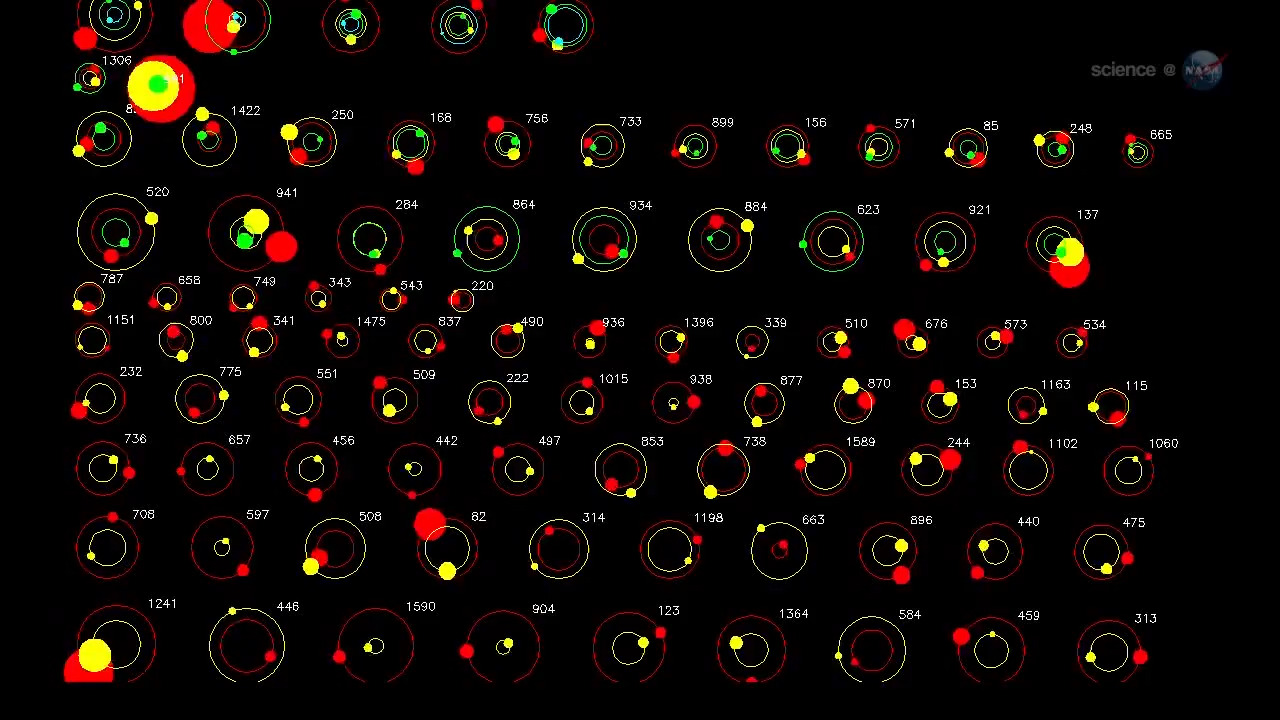 science @ NASA
1306
1422 250 168 756 733 899 156 571 85 248 665
520 941 284 864 934 884 623 921 137
787 658 749 343 543 220
1151 800 341 1475 837 490 936 1396 339 510 676 573 534
232 775 551 509 222 1015 938 877 870 153 1163 115
736 657 456 442 497 853 738 1589 244 1102 1060
708 597 508 82 314 1198 663 896 440 475
1241 446 1590 904 123 1364 584 459 313